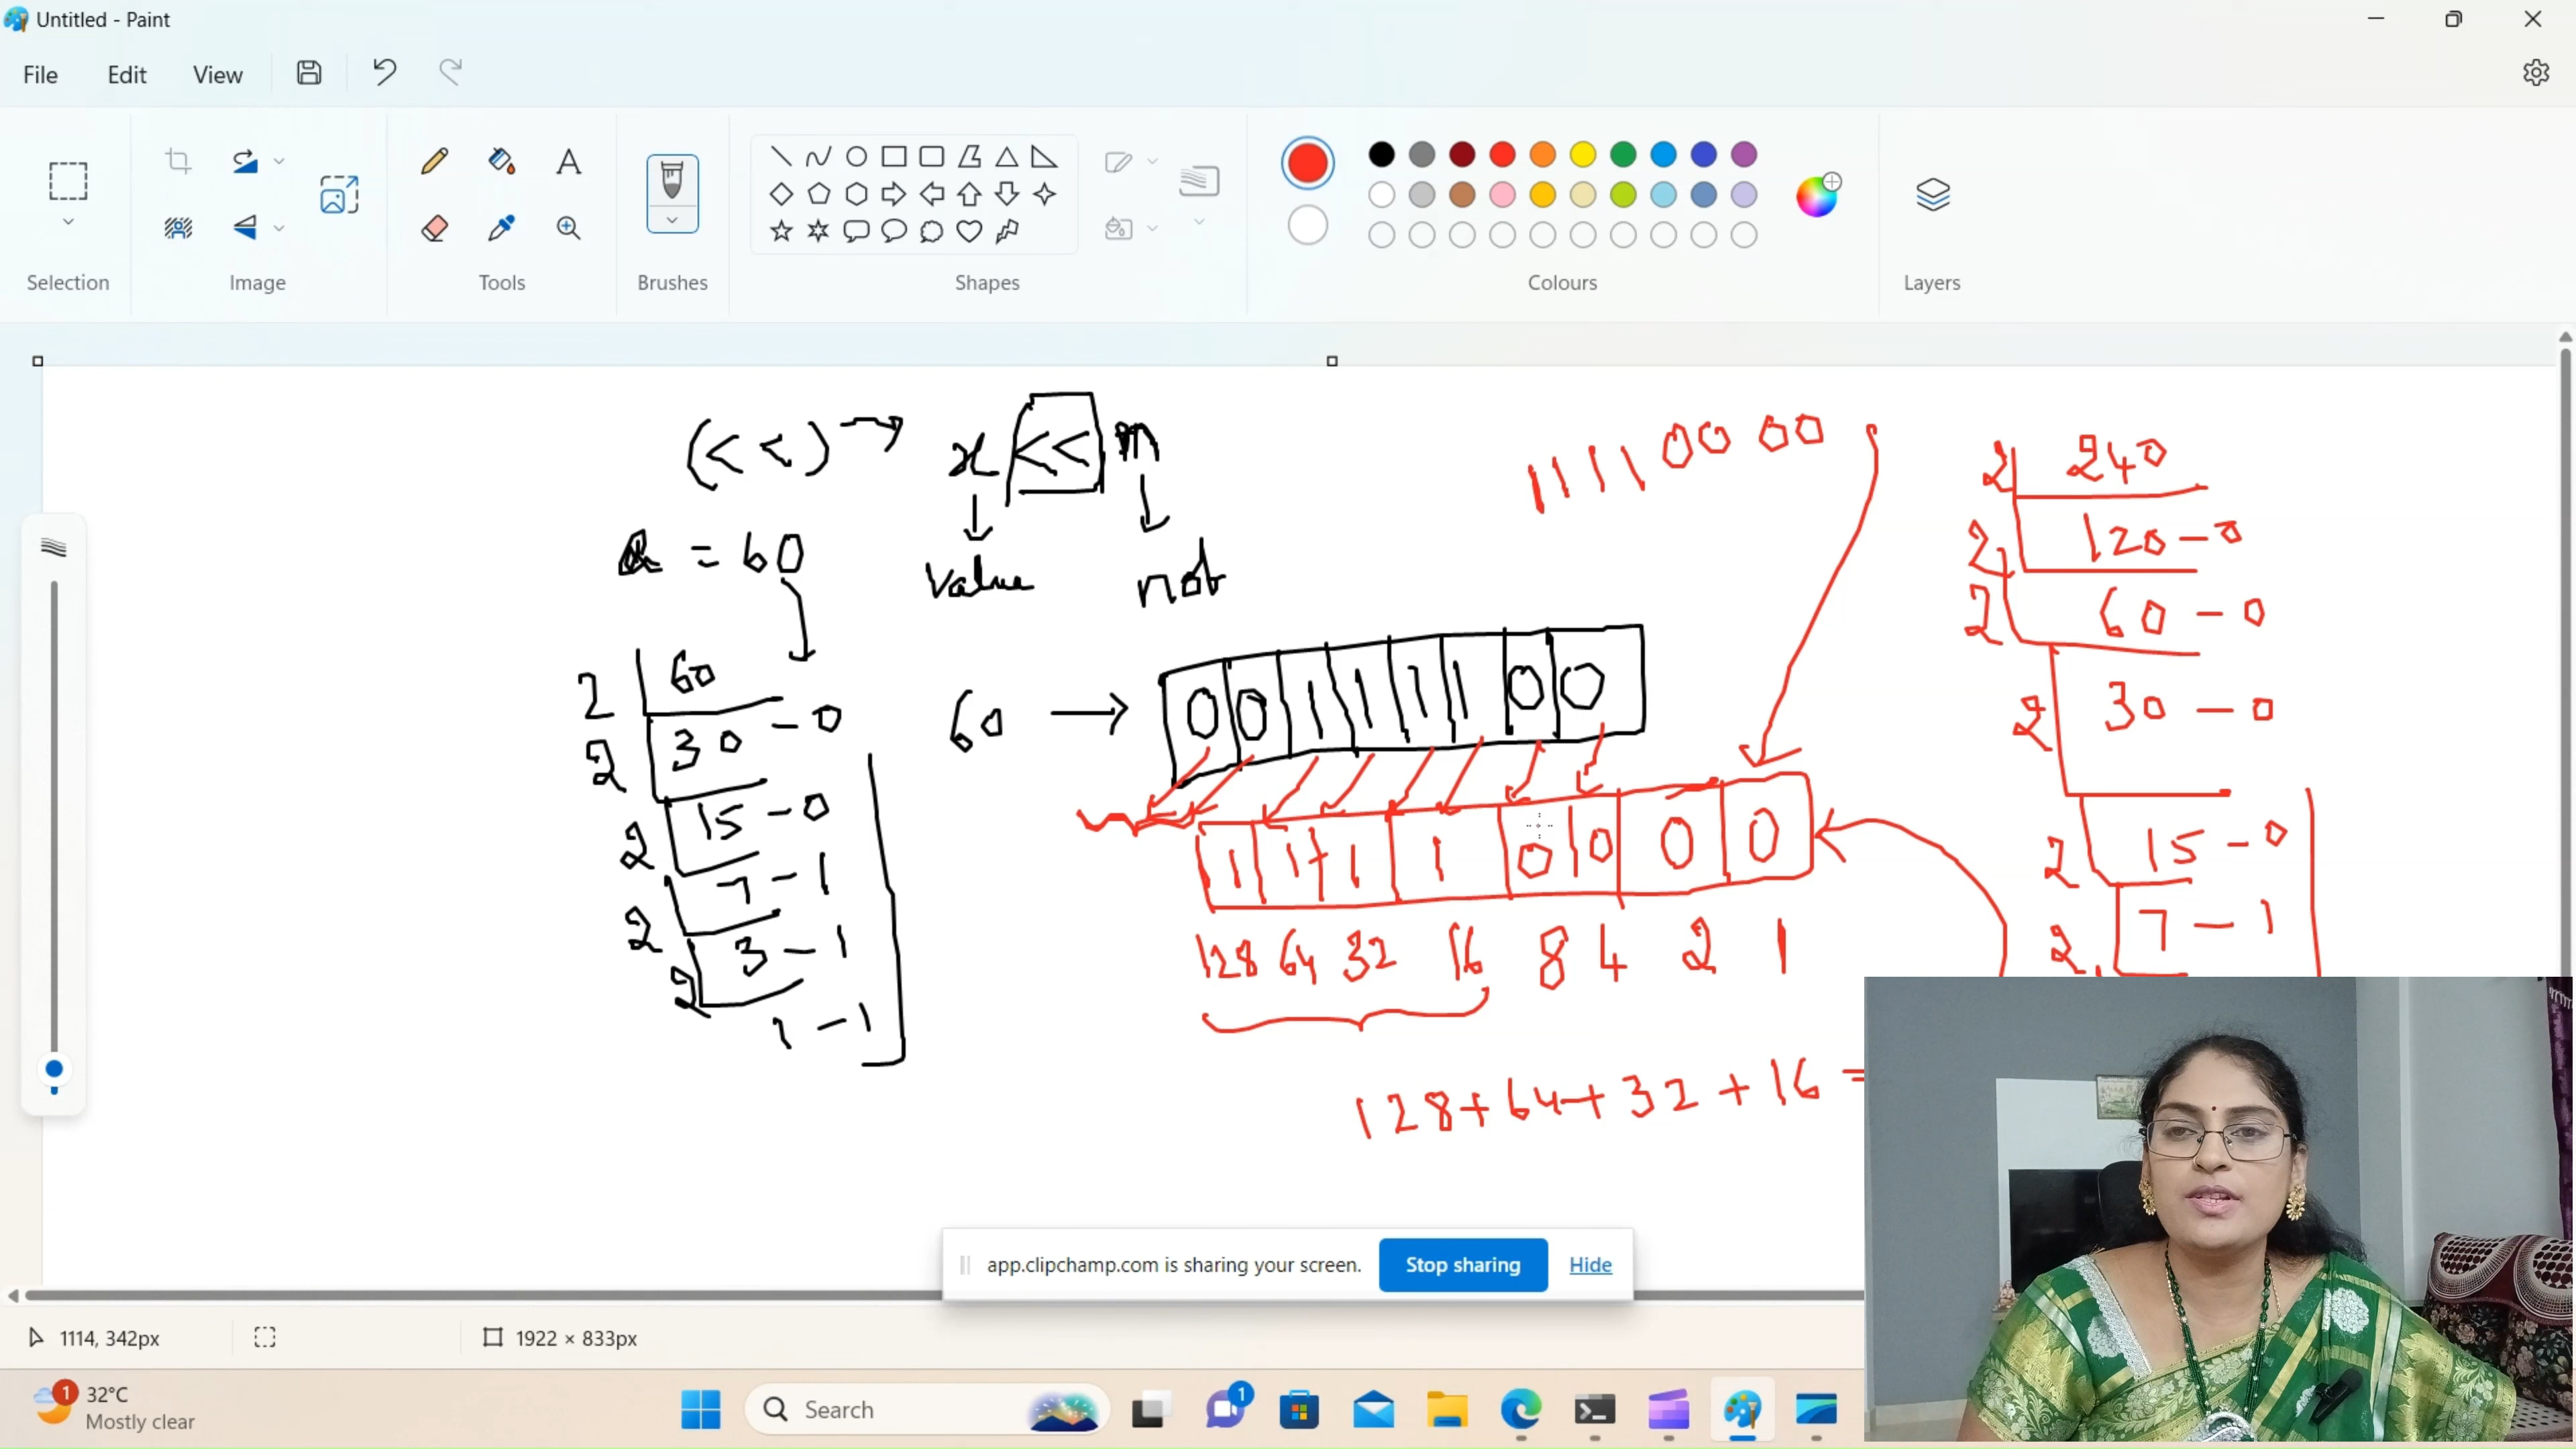 Untitled - Paint
File Edit View
Selection Image Tools Brushes Shapes Colours Layers
(<<) → x << m
value
a = 60
11110000
2 240
2 120 - 0
2 60 - 0
2 30 - 0
2 15 - 0
2 7 - 1
2 60
2 30 - 0
2 15 - 0
2 7 - 1
2 3 - 1
1 - 1
60 → 0 0 1 1 1 1 0 0
1 1 1 1 0 0 0 0
128 64 32 16 8 4 2 1
128+64+32+16 =
app.clipchamp.com is sharing your screen. Stop sharing Hide
1114, 342px 1922 × 833px
1 32°C
Mostly clear
Search
1